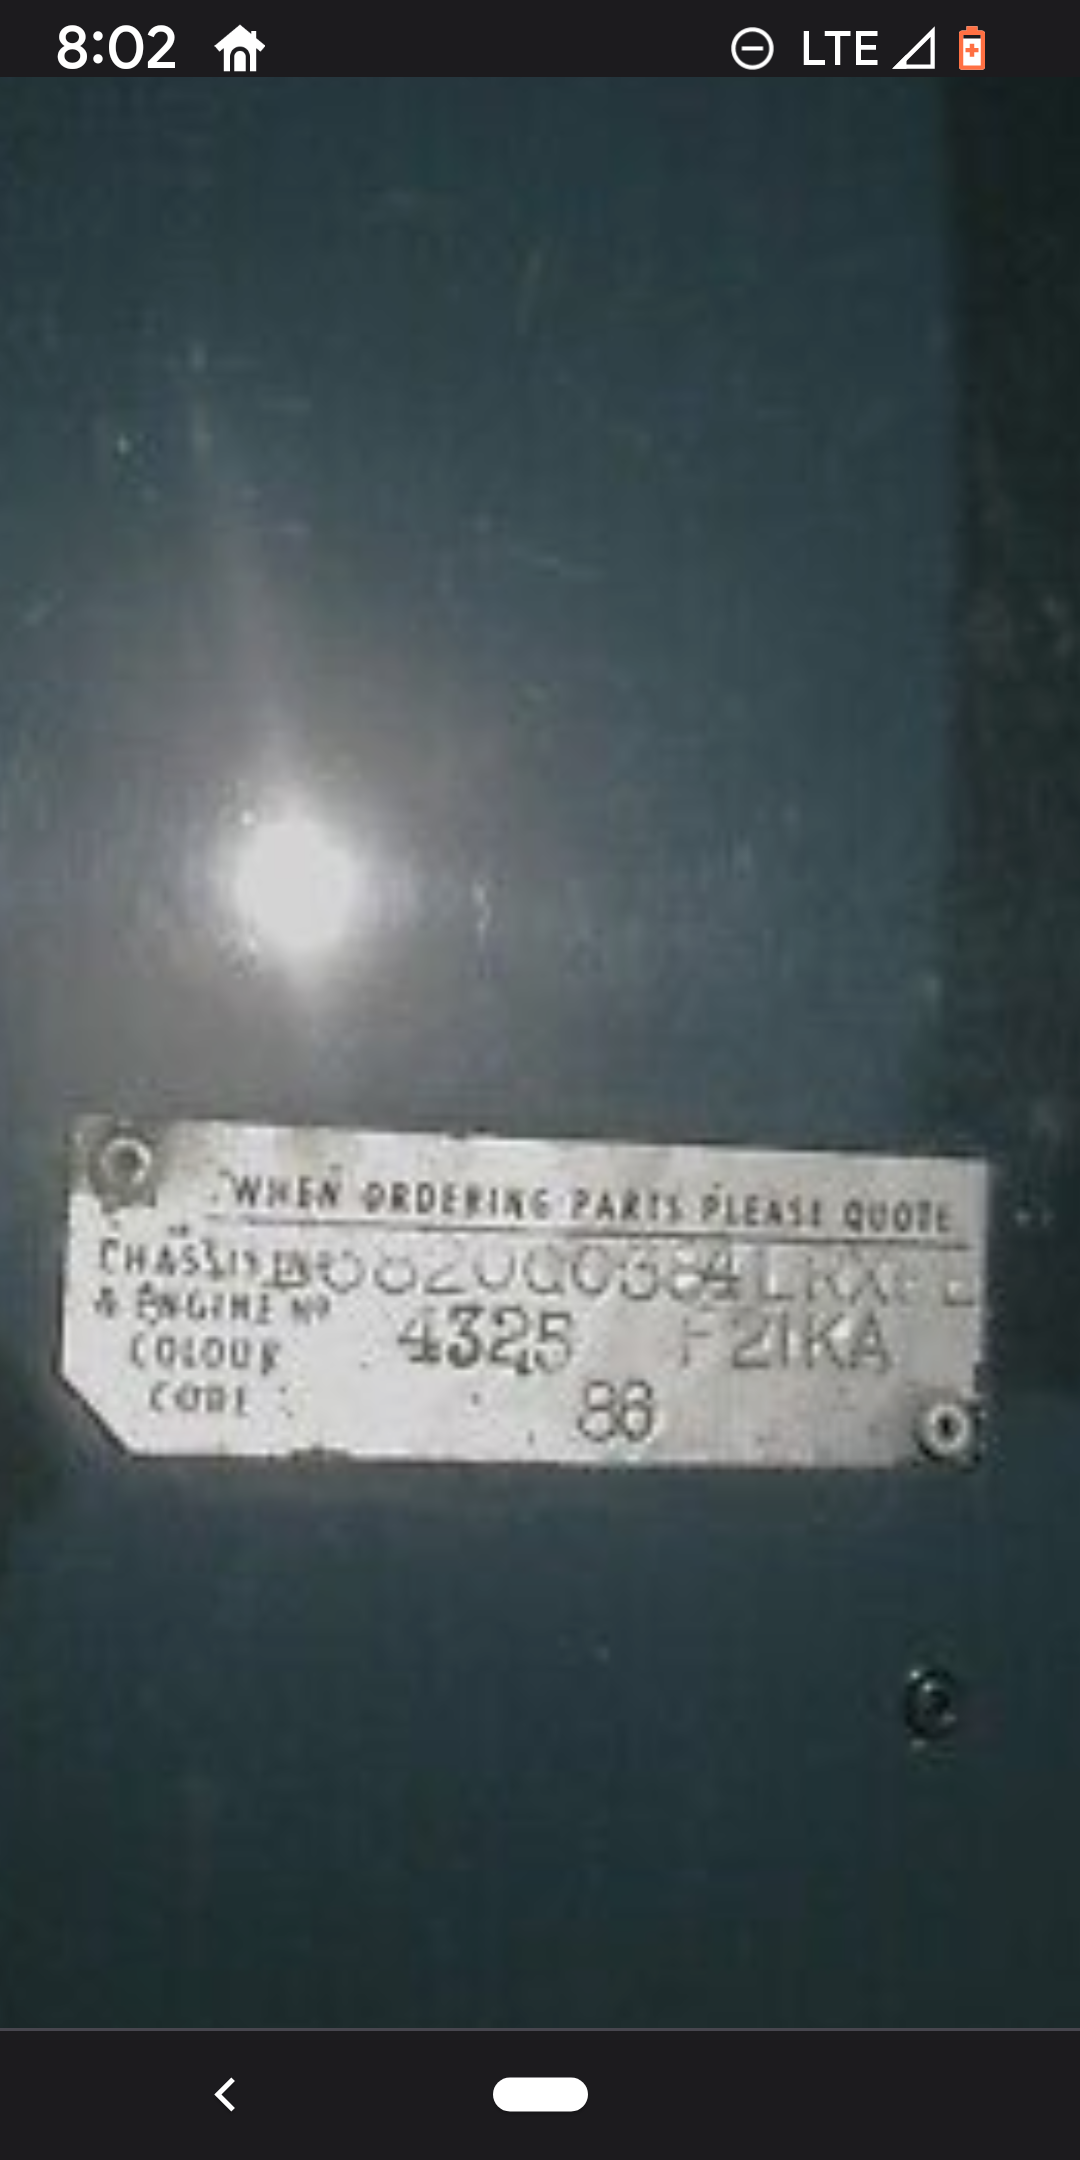 8:02 LTE
WHEN ORDERING PARTS PLEASE QUOTE
CHASSIS
& ENGINE Nº 4325 F21KA
COLOUR
CODE 86